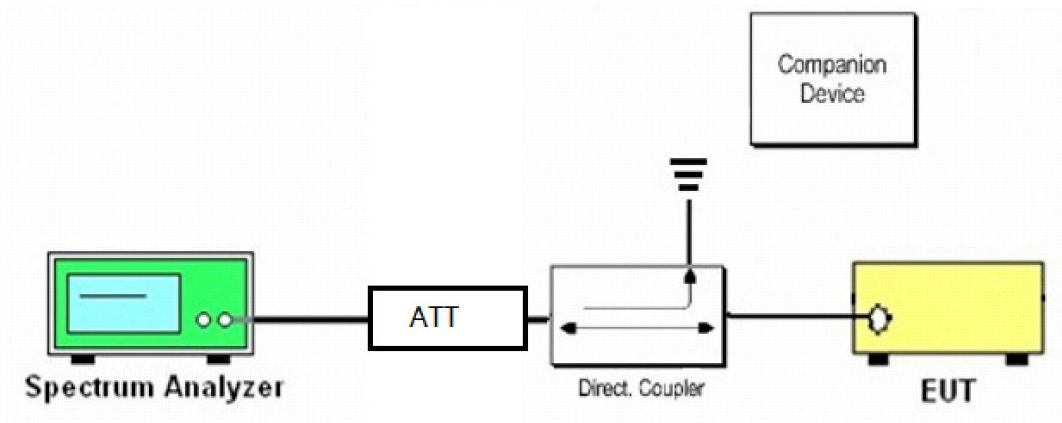 Companion
Device
ATT
Spectrum Analyzer
Direct. Coupler
EUT